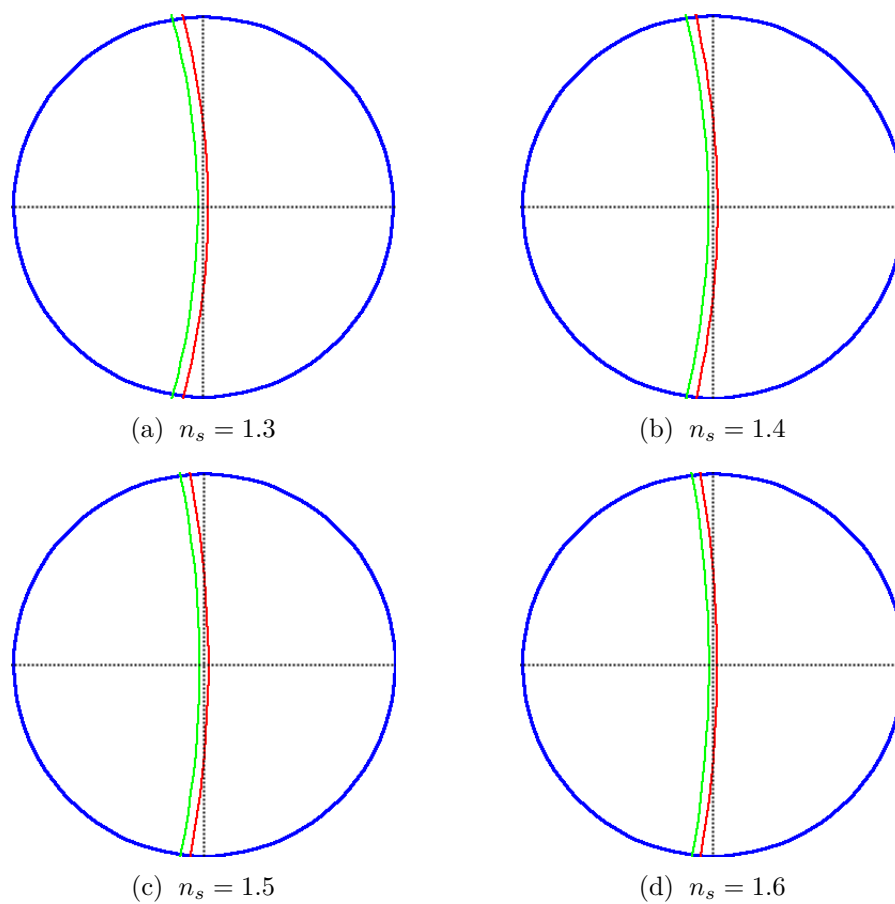 (a) n_s = 1.3
(b) n_s = 1.4
(c) n_s = 1.5
(d) n_s = 1.6